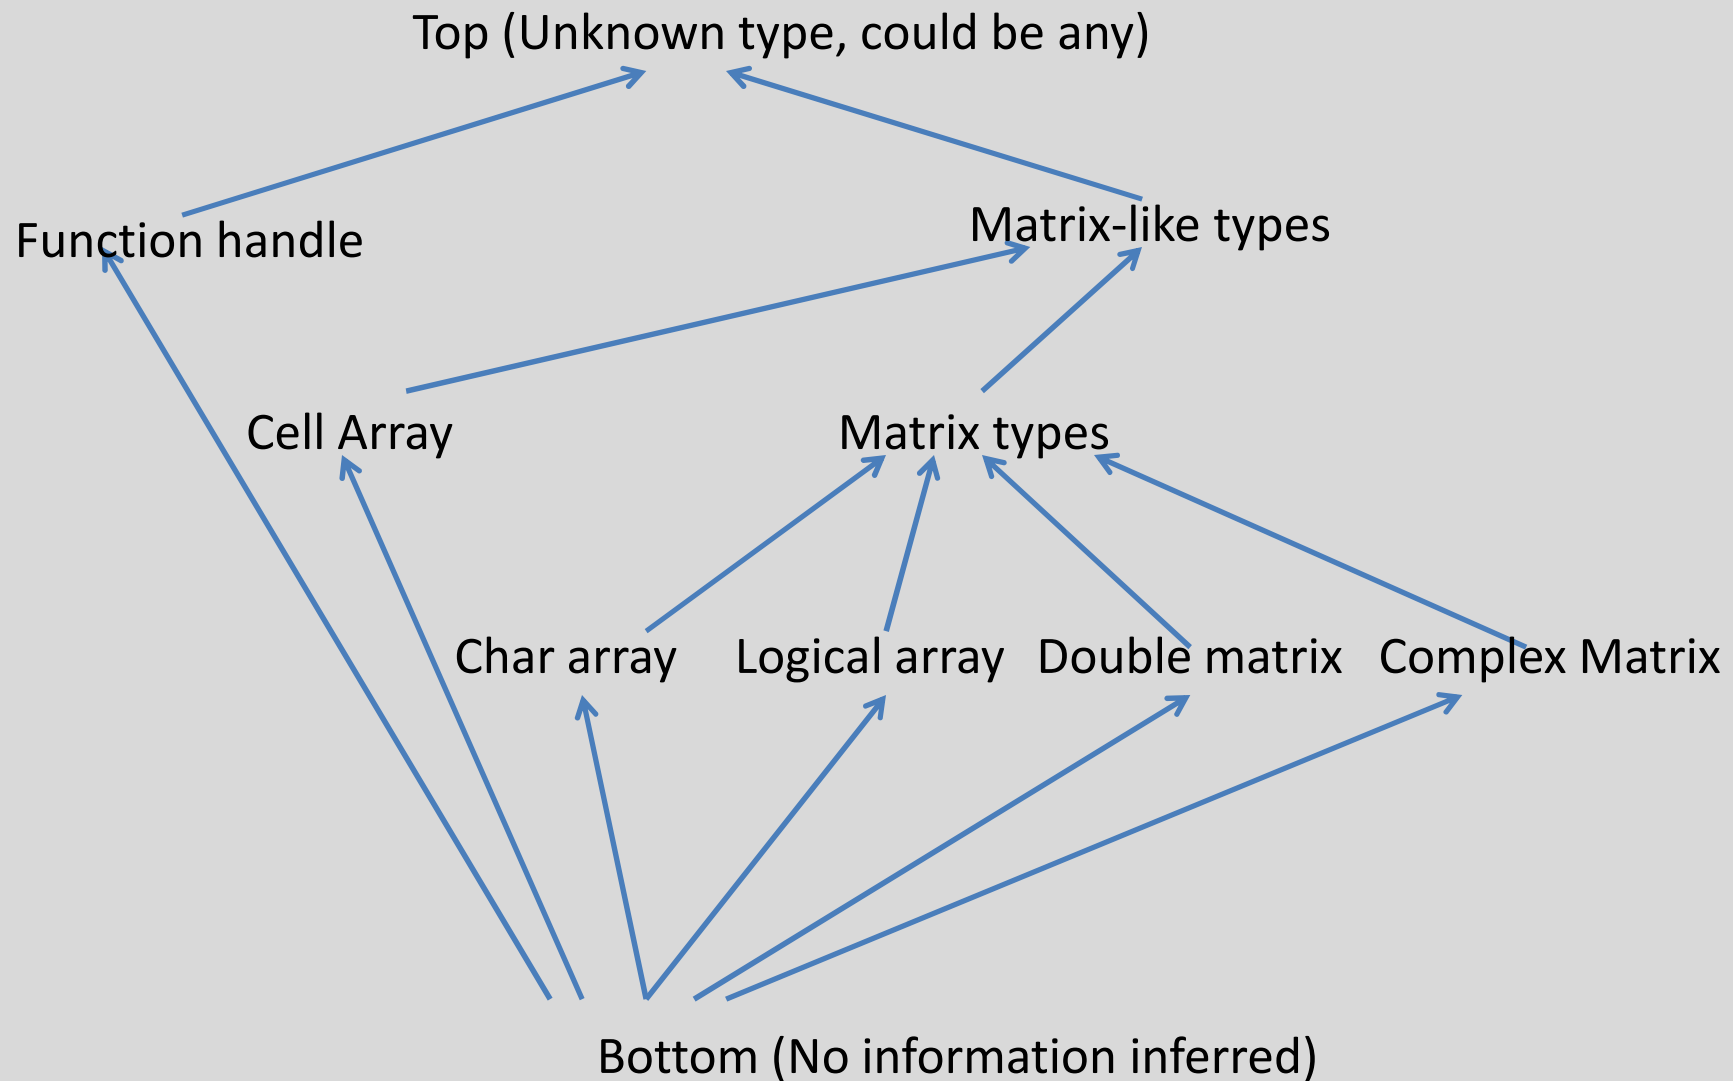 Top (Unknown type, could be any)
Function handle
Matrix-like types
Cell Array
Matrix types
Char array
Logical array
Double matrix
Complex Matrix
Bottom (No information inferred)